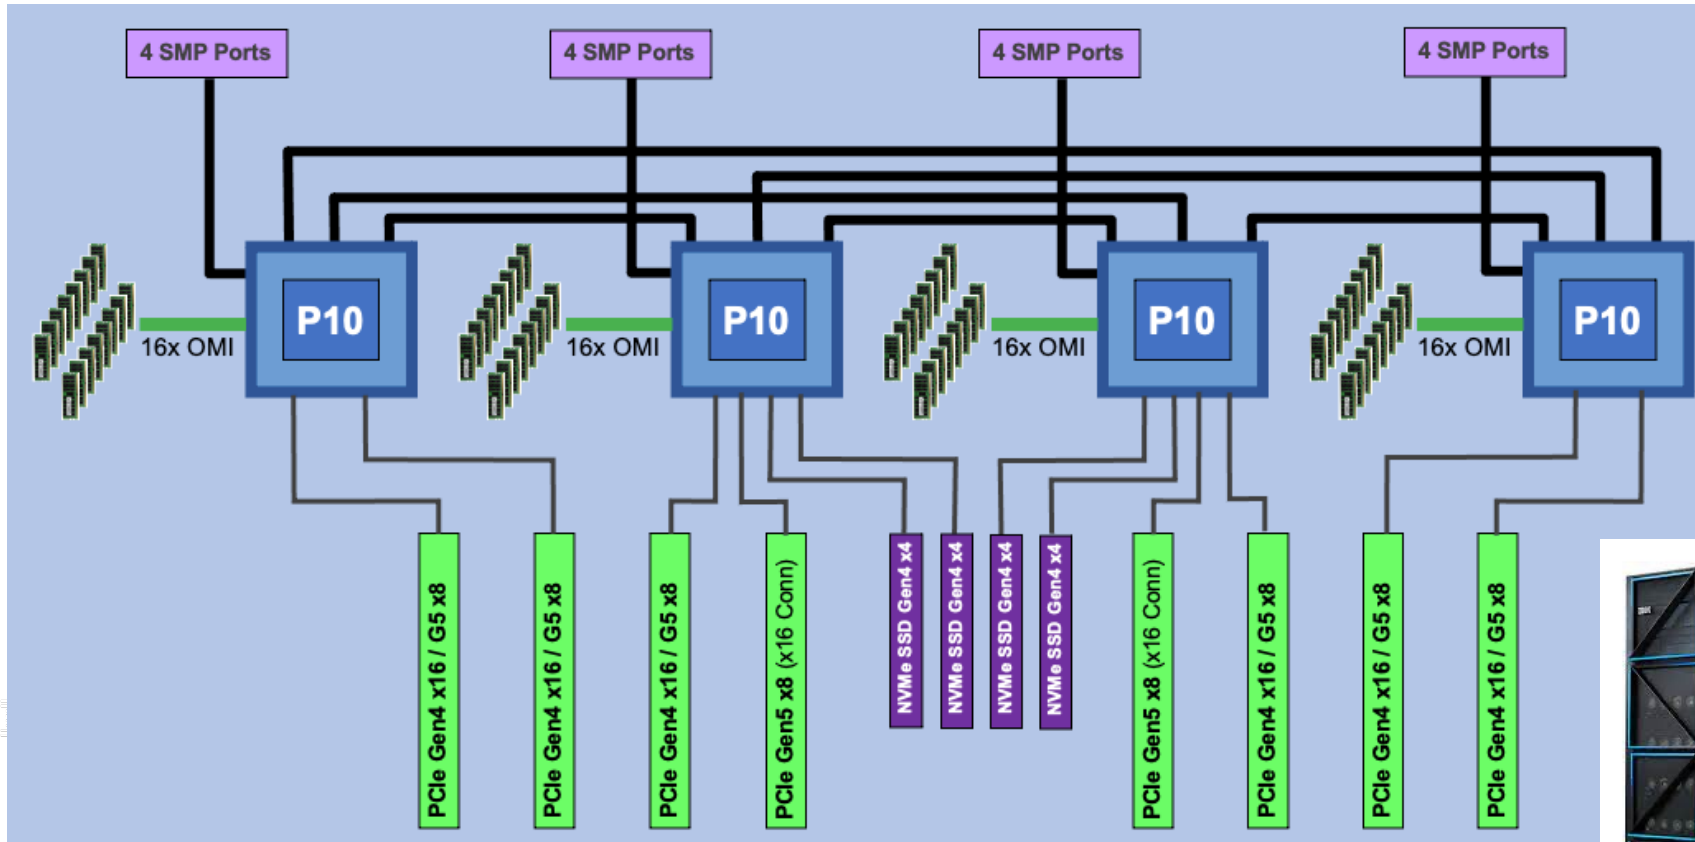 4 SMP Ports
4 SMP Ports
4 SMP Ports
4 SMP Ports
P10
P10
P10
P10
16x OMI
16x OMI
16x OMI
16x OMI
PCIe Gen4 x16 / G5 x8
PCIe Gen4 x16 / G5 x8
PCIe Gen4 x16 / G5 x8
PCIe Gen5 x8 (x16 Conn)
NVMe SSD Gen4 x4
NVMe SSD Gen4 x4
NVMe SSD Gen4 x4
NVMe SSD Gen4 x4
PCIe Gen5 x8 (x16 Conn)
PCIe Gen4 x16 / G5 x8
PCIe Gen4 x16 / G5 x8
PCIe Gen4 x16 / G5 x8
IBM